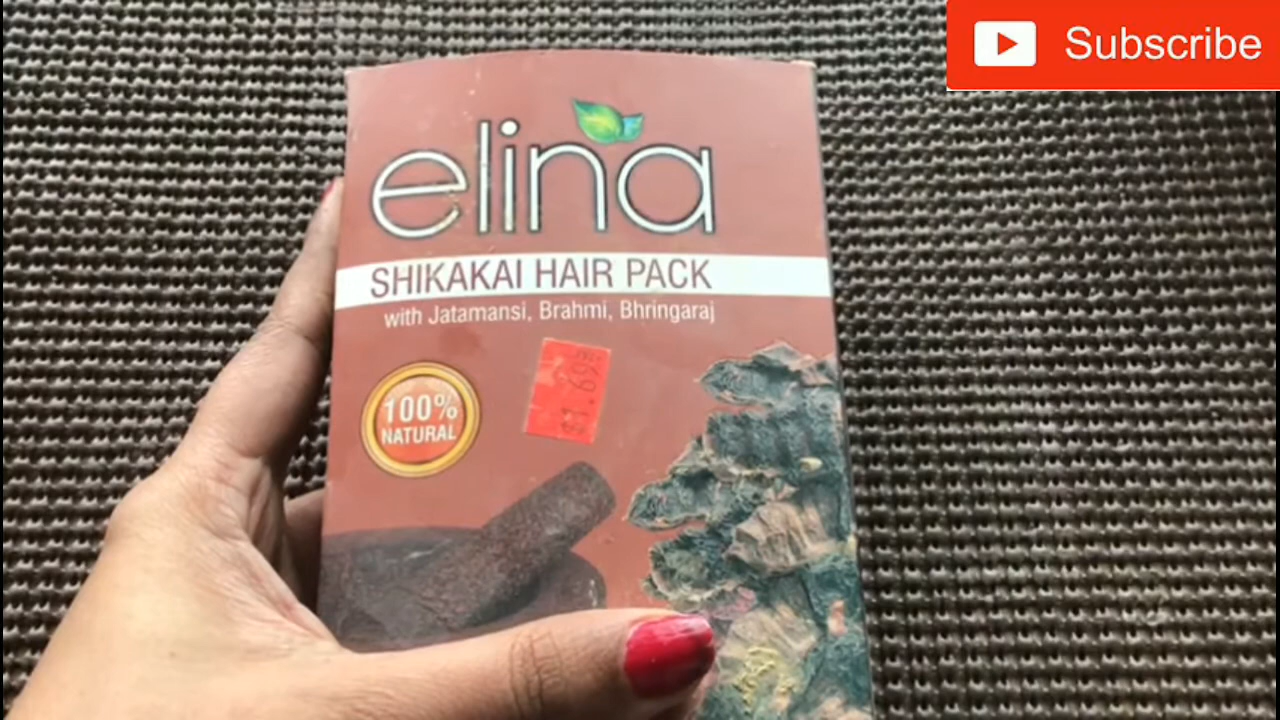 Subscribe
elina
SHIKAKAI HAIR PACK
with Jatamansi, Brahmi, Bhringaraj
100%
NATURAL